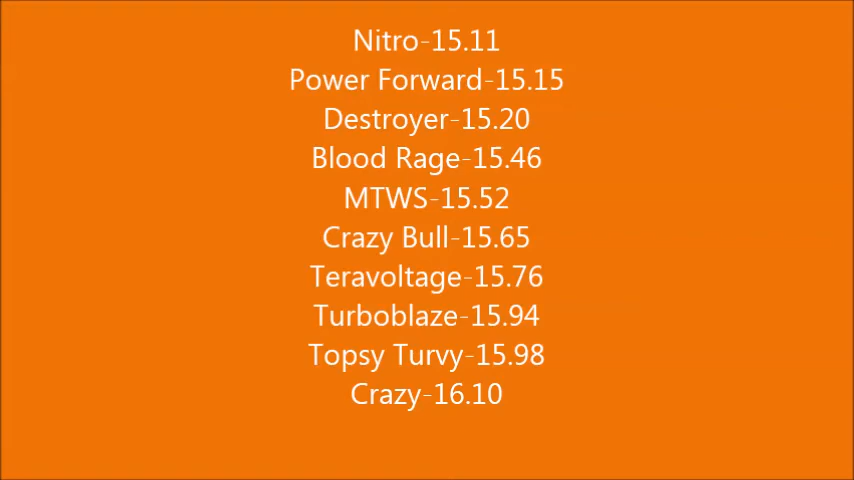 Nitro-15.11
Power Forward-15.15
Destroyer-15.20
Blood Rage-15.46
MTWS-15.52
Crazy Bull-15.65
Teravoltage-15.76
Turboblaze-15.94
Topsy Turvy-15.98
Crazy-16.10